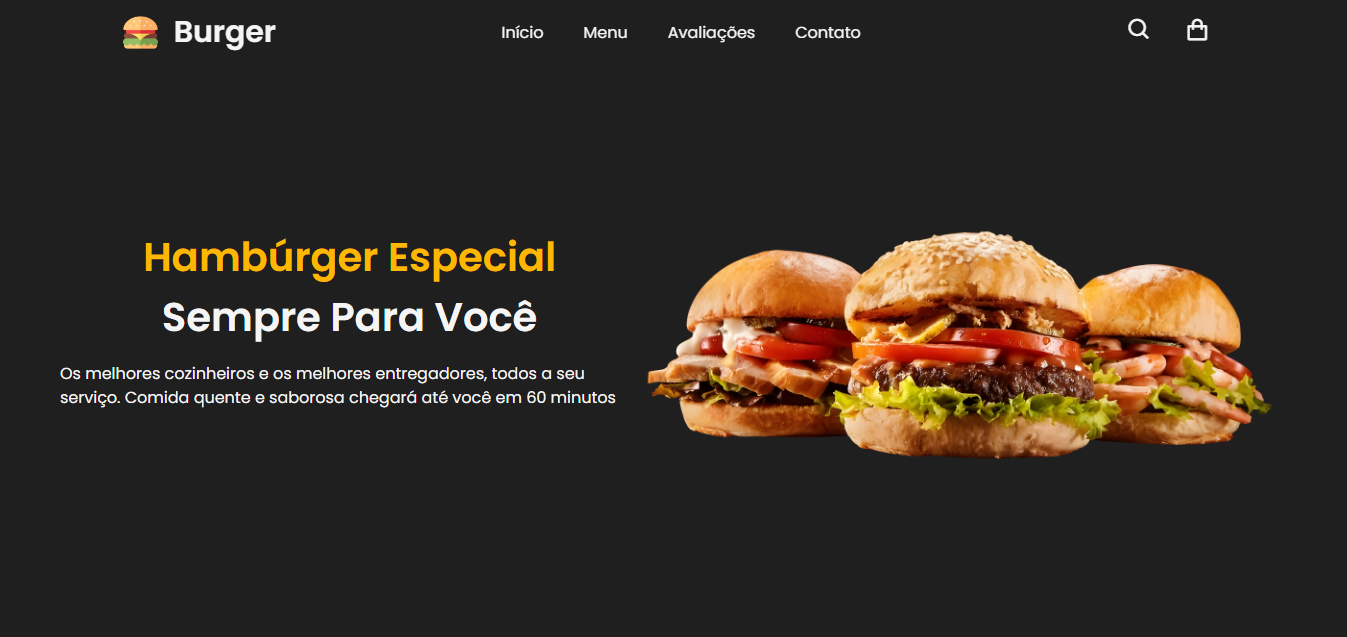 Burger
Início
Menu
Avaliações
Contato
Hambúrger Especial
Sempre Para Você
Os melhores cozinheiros e os melhores entregadores, todos a seu
serviço. Comida quente e saborosa chegará até você em 60 minutos